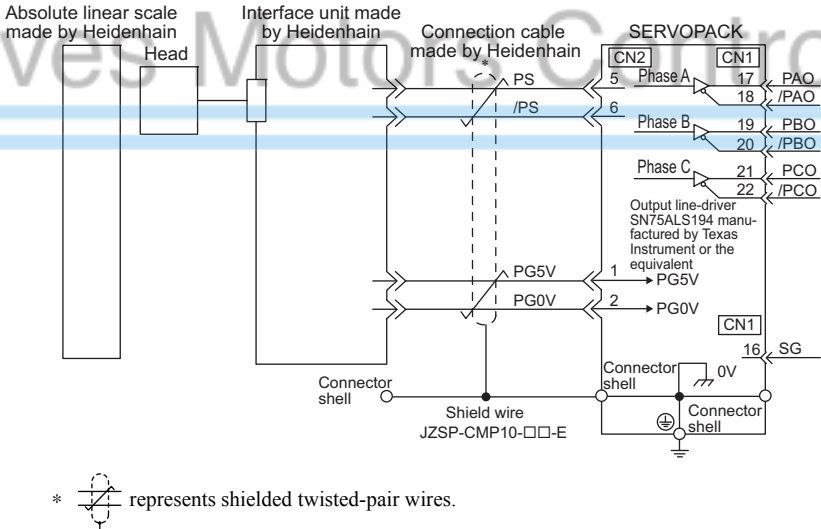 ves Motors Contro
Absolute linear scale
made by Heidenhain
Head
Interface unit made
by Heidenhain
Connection cable
made by Heidenhain
*
SERVOPACK
CN2
CN1
PS
5
Phase A
17
PAO
18
/PAO
/PS
6
Phase B
19
PBO
20
/PBO
Phase C
21
PCO
22
/PCO
Output line-driver
SN75ALS194 manu-
factured by Texas
Instrument or the
equivalent
PG5V
1
PG5V
PG0V
2
PG0V
CN1
16
SG
Connector
shell
Shield wire
JZSP-CMP10-□□-E
Connector
shell
0V
Connector
shell
* represents shielded twisted-pair wires.